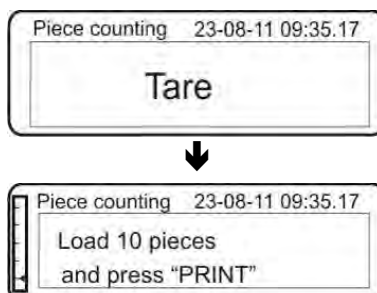 Piece counting 23-08-11 09:35.17
Tare
Piece counting 23-08-11 09:35.17
Load 10 pieces
and press “PRINT”